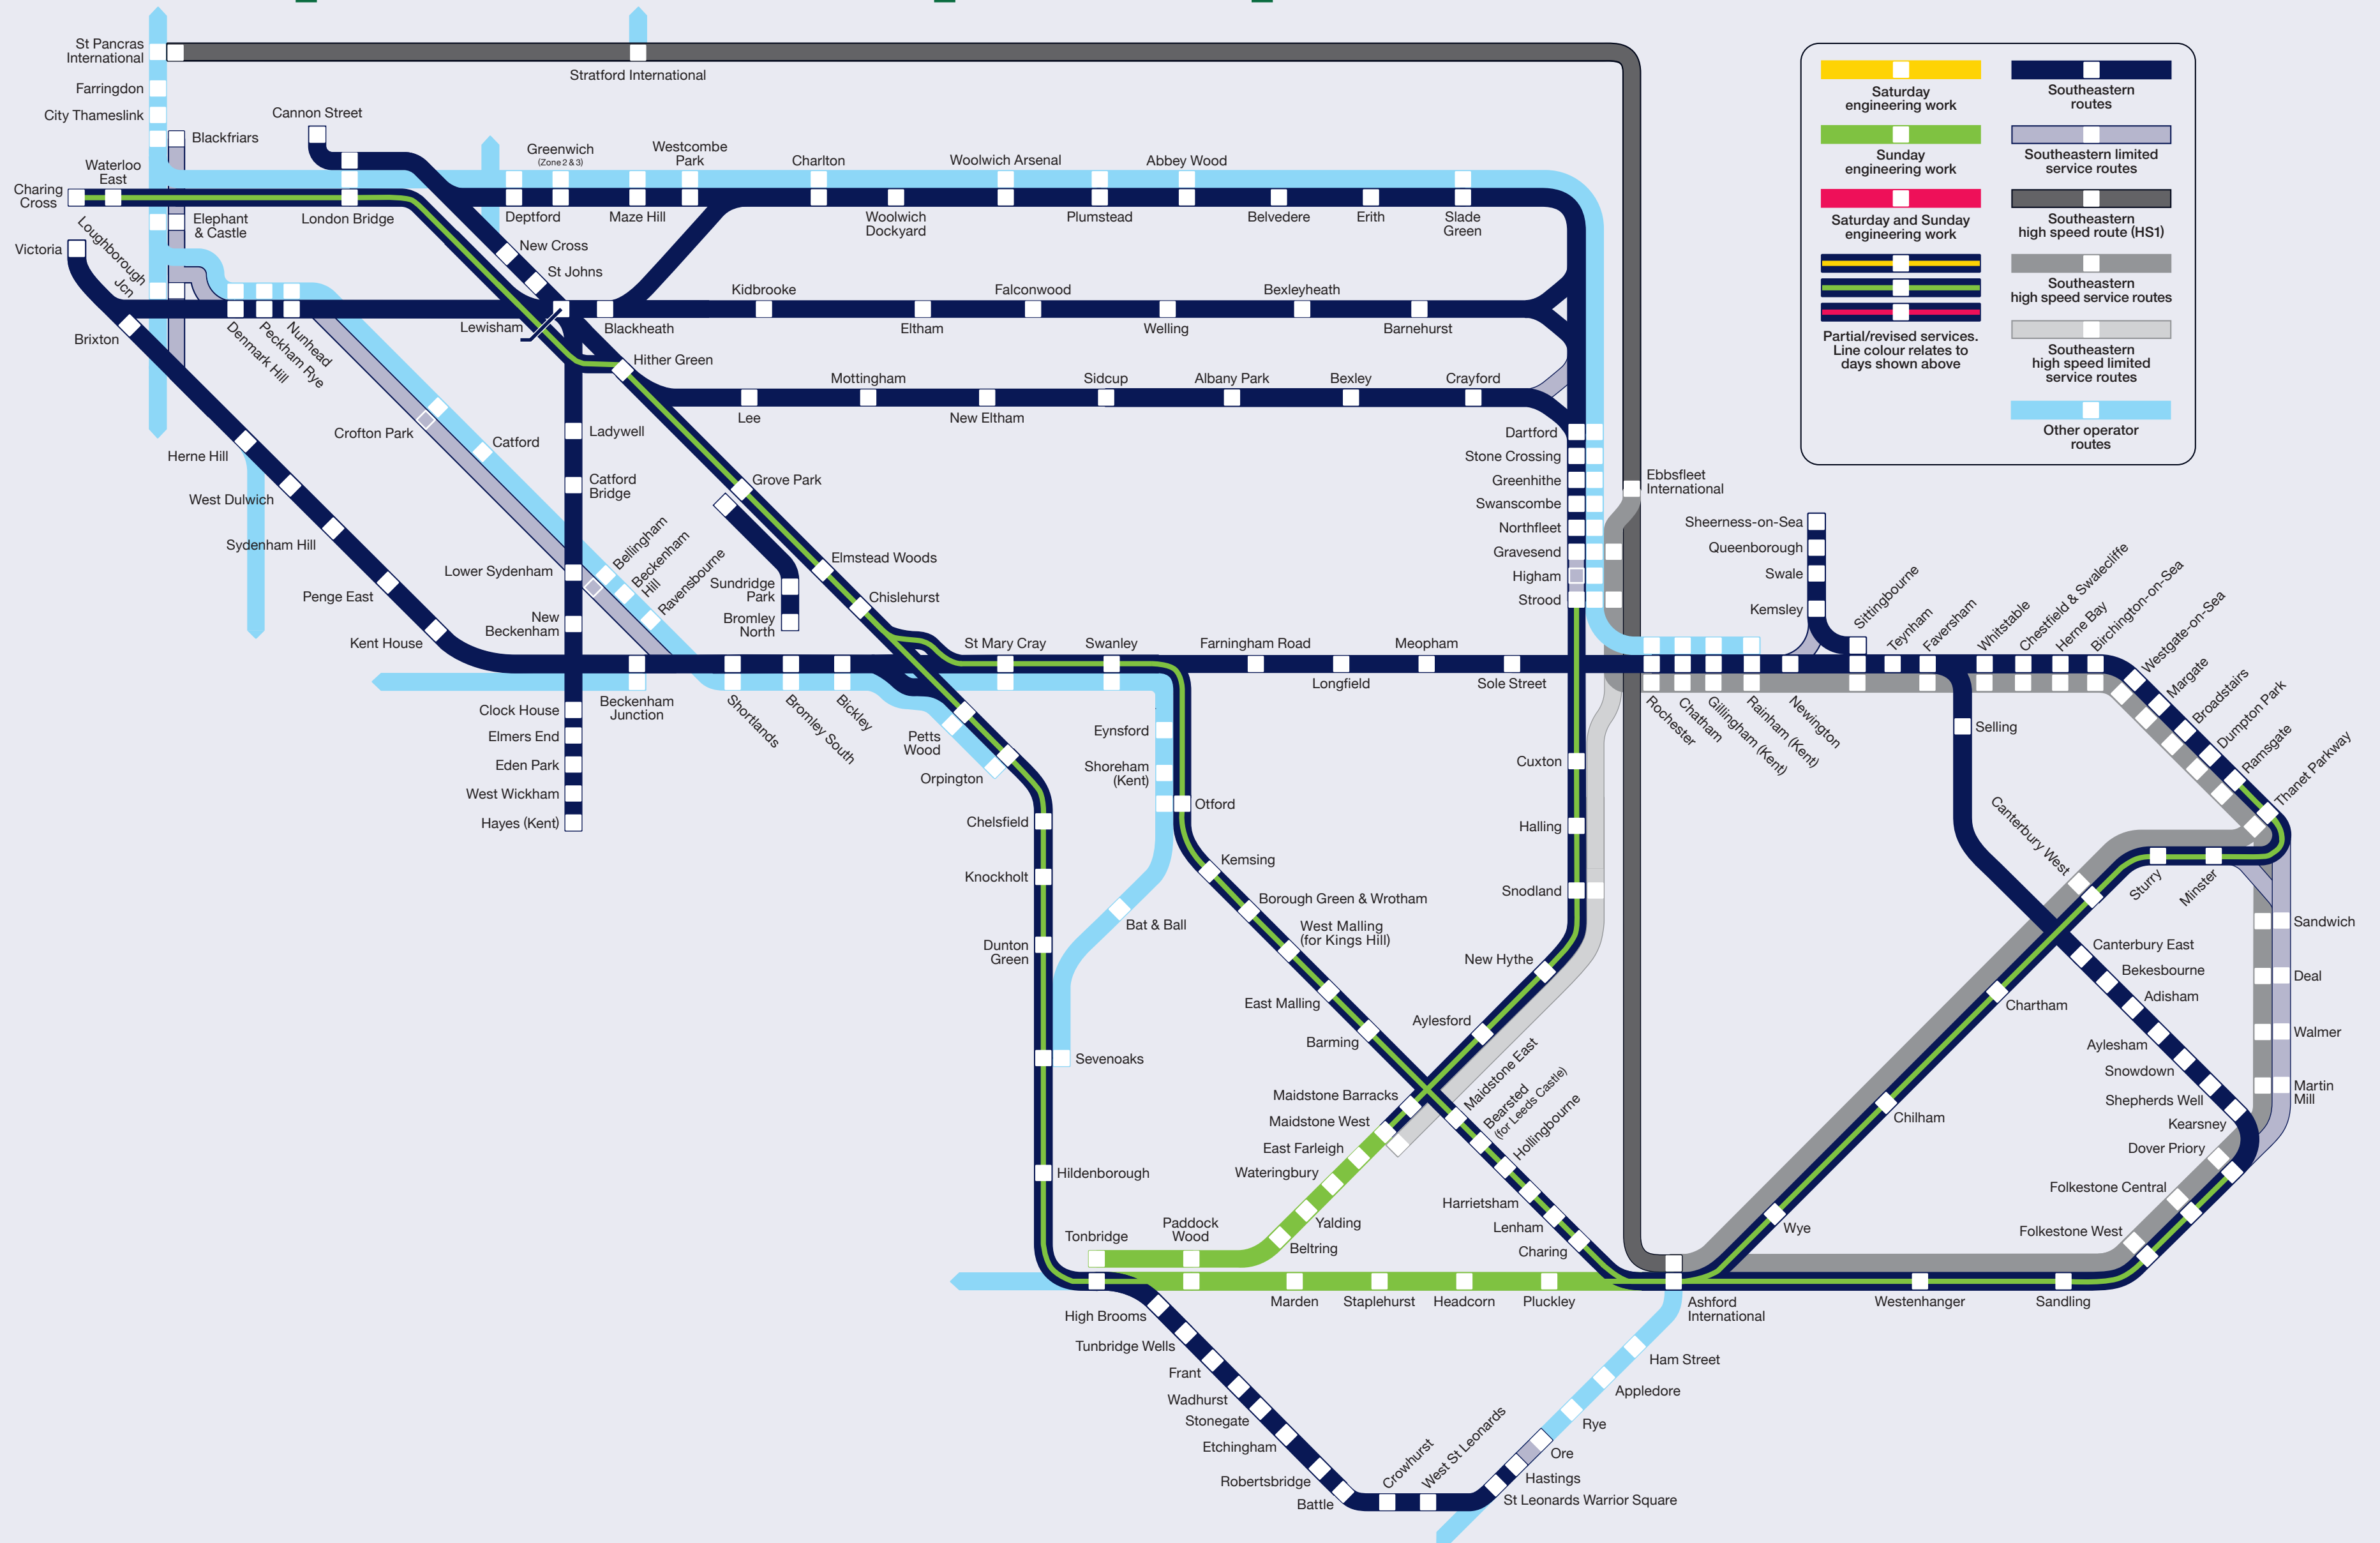 St Pancras
International
Farringdon
City Thameslink
Blackfriars
Waterloo
East
Charing
Cross
Elephant
& Castle
Loughborough
Jcn
Victoria
Brixton
Cannon Street
London Bridge
Stratford International
Deptford
Greenwich
(Zone 2 & 3)
Maze Hill
Westcombe
Park
Charlton
Woolwich
Dockyard
Woolwich Arsenal
Plumstead
Abbey Wood
Belvedere
Erith
Slade
Green
New Cross
St Johns
Lewisham
Blackheath
Kidbrooke
Eltham
Falconwood
Welling
Bexleyheath
Barnehurst
Denmark Hill
Peckham Rye
Nunhead
Hither Green
Lee
Mottingham
New Eltham
Sidcup
Albany Park
Bexley
Crayford
Crofton Park
Catford
Bellingham
Beckenham
Hill
Ravensbourne
Herne Hill
West Dulwich
Sydenham Hill
Penge East
Kent House
Ladywell
Catford
Bridge
Lower Sydenham
New
Beckenham
Clock House
Elmers End
Eden Park
West Wickham
Hayes (Kent)
Grove Park
Sundridge
Park
Bromley
North
Elmstead Woods
Chislehurst
Beckenham
Junction
Shortlands
Bromley South
Bickley
Petts
Wood
Orpington
St Mary Cray
Swanley
Farningham Road
Longfield
Meopham
Sole Street
Dartford
Stone Crossing
Greenhithe
Swanscombe
Northfleet
Gravesend
Higham
Strood
Ebbsfleet
International
Sheerness-on-Sea
Queenborough
Swale
Kemsley
Sittingbourne
Teynham
Faversham
Whitstable
Chestfield & Swalecliffe
Herne Bay
Birchington-on-Sea
Westgate-on-Sea
Margate
Broadstairs
Dumpton Park
Ramsgate
Thanet Parkway
Rochester
Chatham
Gillingham (Kent)
Rainham (Kent)
Newington
Selling
Canterbury West
Sturry
Minster
Sandwich
Deal
Walmer
Martin
Mill
Canterbury East
Bekesbourne
Adisham
Aylesham
Snowdown
Shepherds Well
Kearsney
Dover Priory
Folkestone Central
Folkestone West
Chartham
Chilham
Wye
Eynsford
Shoreham
(Kent)
Otford
Bat & Ball
Kemsing
Borough Green & Wrotham
West Malling
(for Kings Hill)
East Malling
Barming
Maidstone East
Bearsted
(for Leeds Castle)
Hollingbourne
Harrietsham
Lenham
Charing
Cuxton
Halling
Snodland
New Hythe
Aylesford
Maidstone Barracks
Maidstone West
East Farleigh
Wateringbury
Yalding
Beltring
Chelsfield
Knockholt
Dunton
Green
Sevenoaks
Hildenborough
Tonbridge
Paddock
Wood
Marden
Staplehurst
Headcorn
Pluckley
Ashford
International
Westenhanger
Sandling
High Brooms
Tunbridge Wells
Frant
Wadhurst
Stonegate
Etchingham
Robertsbridge
Battle
Crowhurst
West St Leonards
St Leonards Warrior Square
Hastings
Ore
Rye
Appledore
Ham Street
Saturday
engineering work
Sunday
engineering work
Saturday and Sunday
engineering work
Partial/revised services.
Line colour relates to
days shown above
Southeastern
routes
Southeastern limited
service routes
Southeastern
high speed route (HS1)
Southeastern
high speed service routes
Southeastern
high speed limited
service routes
Other operator
routes